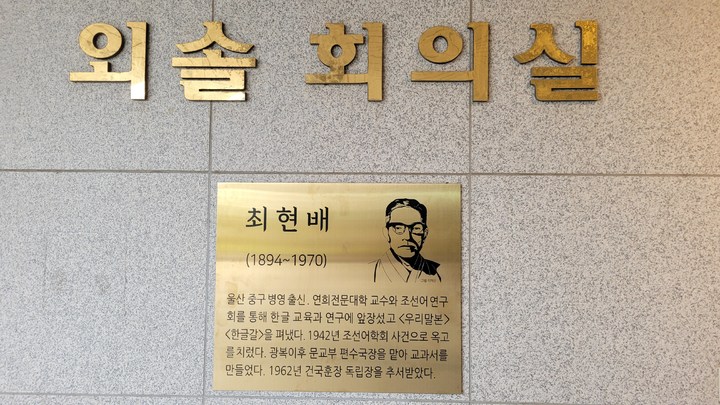 외솔 회의실
최현배
(1894~1970)
울산 중구 병영 출신. 연희전문대학 교수와 조선어 연구
회를 통해 한글 교육과 연구에 앞장섰고 <우리말본>
<한글갈>을 펴냈다. 1942년 조선어학회 사건으로 옥고
를 치렀다. 광복이후 문교부 편수국장을 맡아 교과서를
만들었다. 1962년 건국훈장 독립장을 추서받았다.